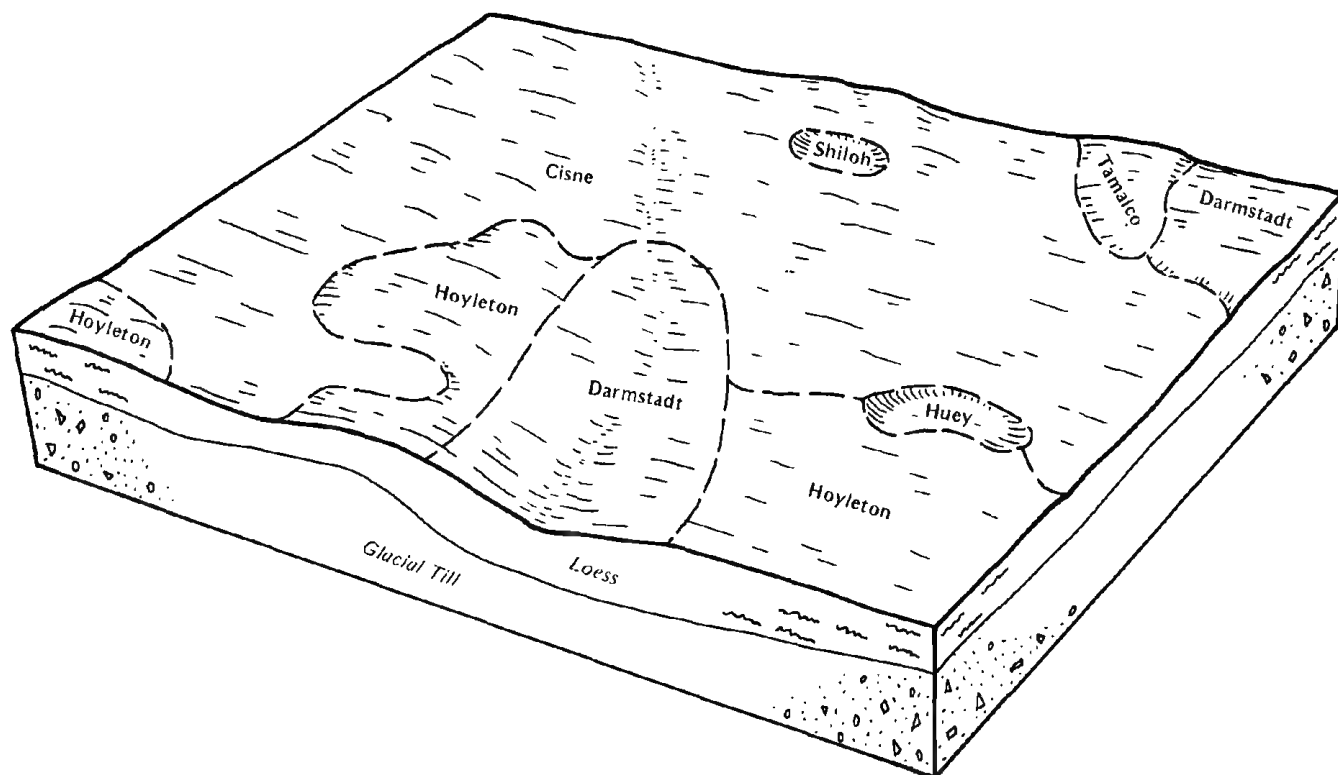 Shiloh
Cisne
Tamalco
Darmstadt
Hoyleton
Hoyleton
Darmstadt
Huey
Hoyleton
Loess
Glacial Till